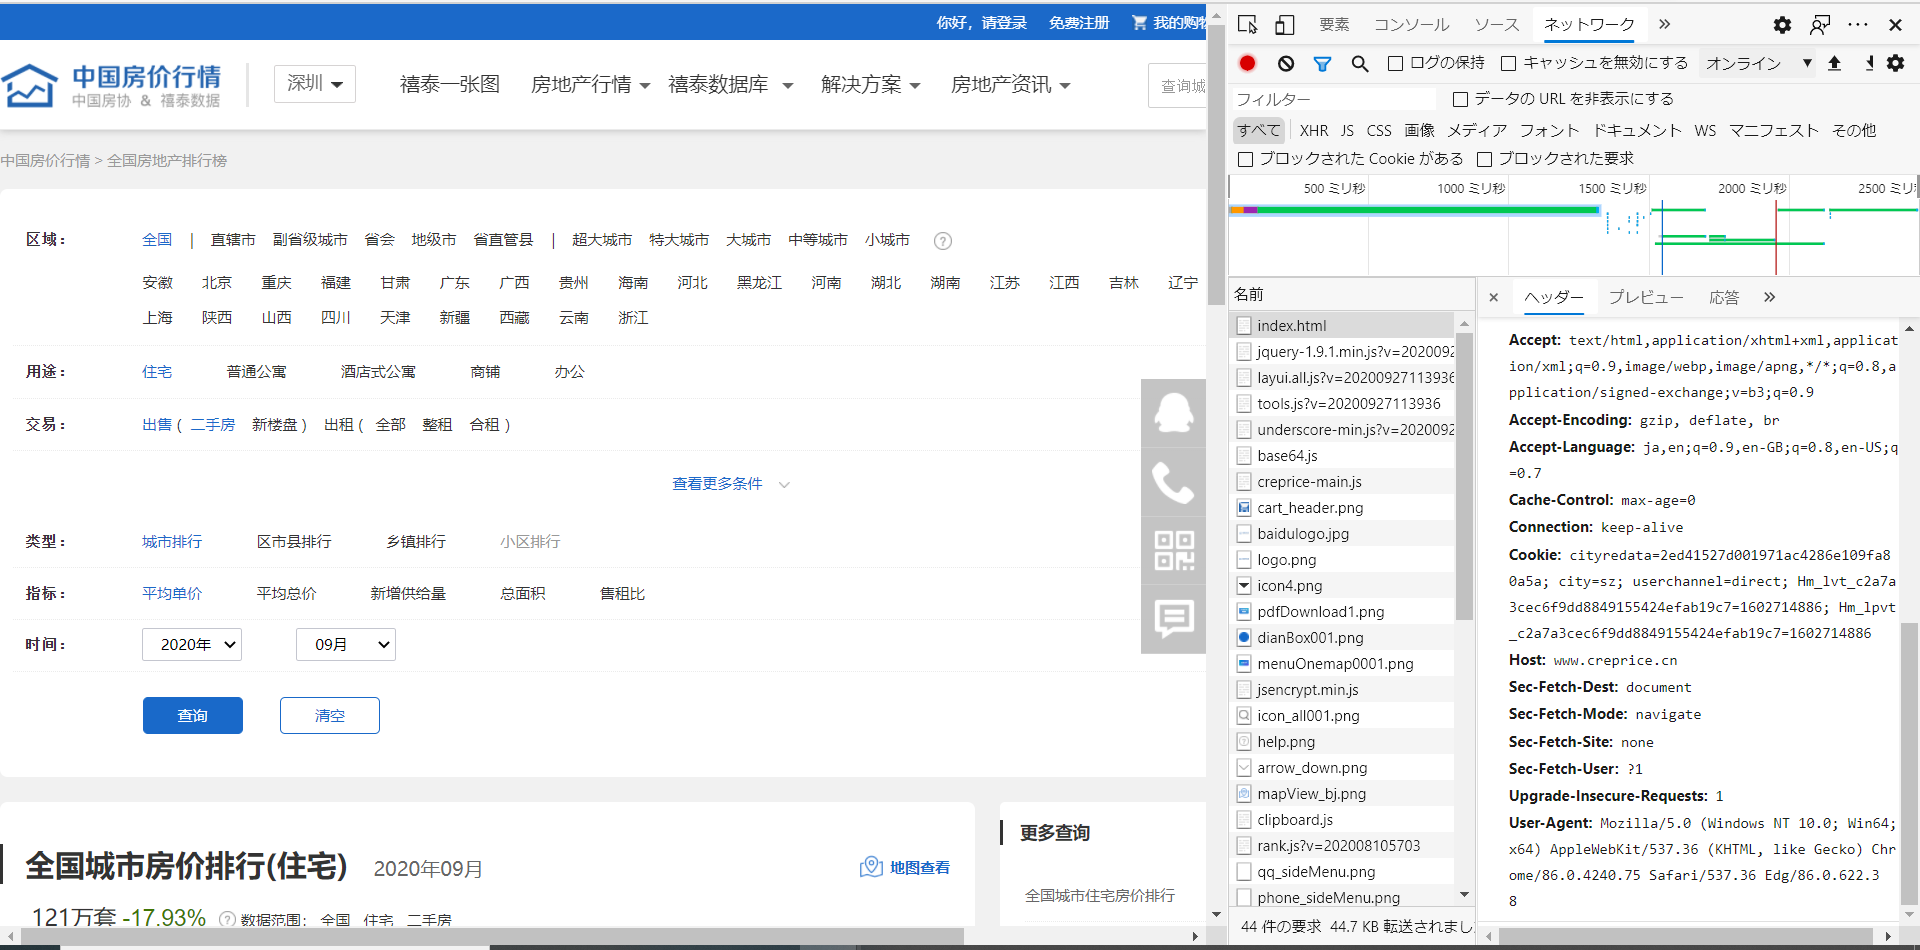 你好，请登录 免费注册 我的购物
中国房价行情
中国房协 & 禧泰数据
深圳
禧泰一张图 房地产行情 禧泰数据库 解决方案 房地产资讯
查询城
中国房价行情 > 全国房地产排行榜
区域：
全国 | 直辖市 副省级城市 省会 地级市 省直管县 | 超大城市 特大城市 大城市 中等城市 小城市 ?
安徽 北京 重庆 福建 甘肃 广东 广西 贵州 海南 河北 黑龙江 河南 湖北 湖南 江苏 江西 吉林 辽宁
上海 陕西 山西 四川 天津 新疆 西藏 云南 浙江
用途： 住宅 普通公寓 酒店式公寓 商铺 办公
交易： 出售 ( 二手房 新楼盘 ) 出租 ( 全部 整租 合租 )
查看更多条件
类型： 城市排行 区市县排行 乡镇排行 小区排行
指标： 平均单价 平均总价 新增供给量 总面积 售租比
时间： 2020年 09月
查询 清空
全国城市房价排行(住宅) 2020年09月
地图查看
121万套 -17.93% ? 数据范围： 全国 住宅 二手房
更多查询
全国城市住宅房价排行
要素 コンソール ソース ネットワーク
ログの保持 キャッシュを無効にする オンライン
フィルター データの URL を非表示にする
すべて XHR JS CSS 画像 メディア フォント ドキュメント WS マニフェスト その他
ブロックされた Cookie がある ブロックされた要求
500 ミリ秒 1000 ミリ秒 1500 ミリ秒 2000 ミリ秒 2500 ミリ
名前
index.html
jquery-1.9.1.min.js?v=2020092
layui.all.js?v=20200927113936
tools.js?v=20200927113936
underscore-min.js?v=2020092
base64.js
creprice-main.js
cart_header.png
baidulogo.jpg
logo.png
icon4.png
pdfDownload1.png
dianBox001.png
menuOnemap0001.png
jsencrypt.min.js
icon_all001.png
help.png
arrow_down.png
mapView_bj.png
clipboard.js
rank.js?v=202008105703
qq_sideMenu.png
phone_sideMenu.png
44 件の要求 44.7 KB 転送されまし
ヘッダー プレビュー 応答
Accept: text/html,application/xhtml+xml,applicat
ion/xml;q=0.9,image/webp,image/apng,*/*;q=0.8,a
pplication/signed-exchange;v=b3;q=0.9
Accept-Encoding: gzip, deflate, br
Accept-Language: ja,en;q=0.9,en-GB;q=0.8,en-US;q
=0.7
Cache-Control: max-age=0
Connection: keep-alive
Cookie: cityredata=2ed41527d001971ac4286e109fa8
0a5a; city=sz; userchannel=direct; Hm_lvt_c2a7a
3cec6f9dd8849155424efab19c7=1602714886; Hm_lpvt
_c2a7a3cec6f9dd8849155424efab19c7=1602714886
Host: www.creprice.cn
Sec-Fetch-Dest: document
Sec-Fetch-Mode: navigate
Sec-Fetch-Site: none
Sec-Fetch-User: ?1
Upgrade-Insecure-Requests: 1
User-Agent: Mozilla/5.0 (Windows NT 10.0; Win64;
x64) AppleWebKit/537.36 (KHTML, like Gecko) Chr
ome/86.0.4240.75 Safari/537.36 Edg/86.0.622.3
8